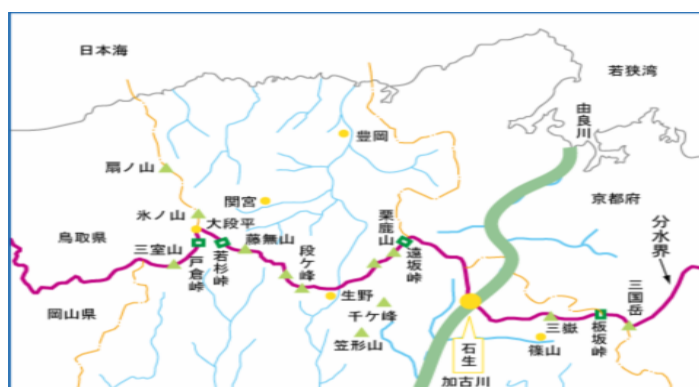 日本海
若狭湾
由良川
豊岡
扇ノ山
関宮
京都府
氷ノ山
大段平
鳥取県
藤無山
粟鹿山
分水界
三室山
戸倉峠
若杉峠
段ケ峰
遠坂峠
三国岳
生野
岡山県
千ケ峰
三嶽
板坂峠
笠形山
石生
篠山
加古川